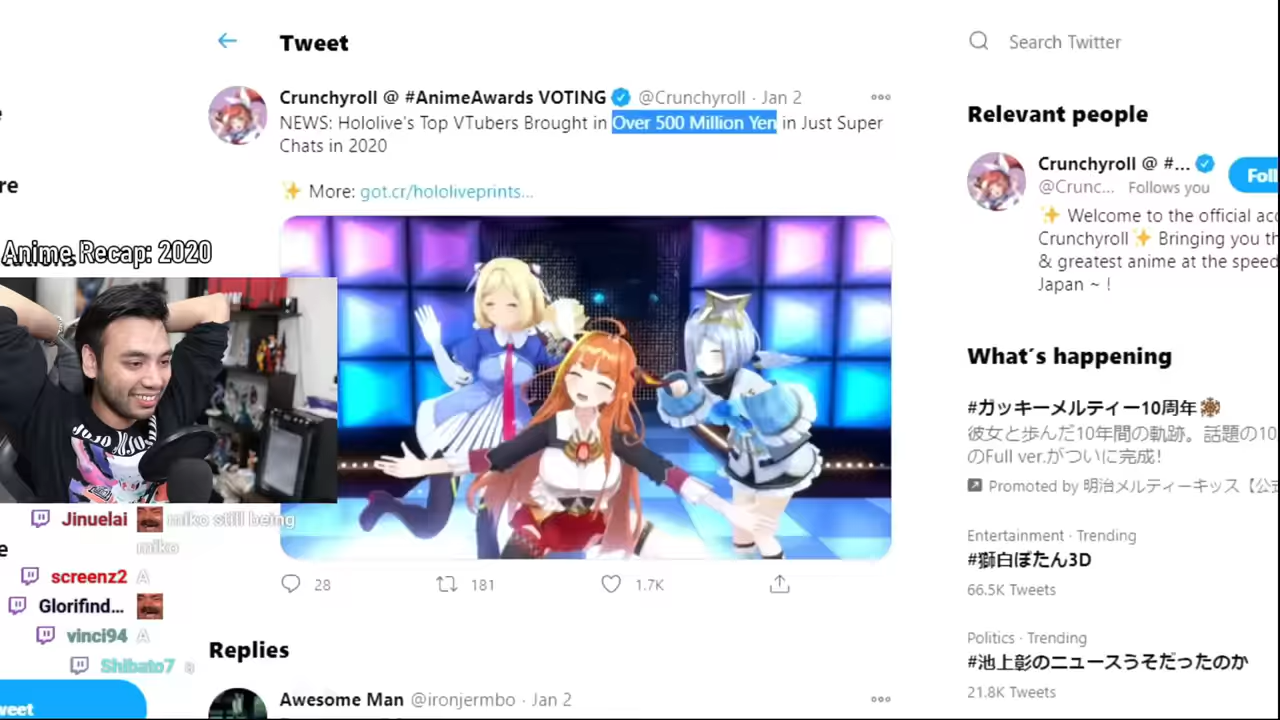 Tweet
Crunchyroll @ #AnimeAwards VOTING @Crunchyroll · Jan 2
NEWS: Hololive's Top VTubers Brought in Over 500 Million Yen in Just Super
Chats in 2020
✨ More: got.cr/hololiveprints...
28
181
1.7K
Replies
Awesome Man @ironjermbo · Jan 2
re
Anime Recap: 2020
JOJO
Jinuelai miko still being
miko
e
screenz2 A
Glorifind...
vinci94 A
Shibato7 a
weet
Search Twitter
Relevant people
Crunchyroll @ #...
@Crunc... Follows you
Foll
✨ Welcome to the official acc
Crunchyroll ✨ Bringing you th
& greatest anime at the speed
Japan ~ !
What's happening
#ガッキーメルティー10周年
彼女と歩んだ10年間の軌跡。話題の10
のFull ver.がついに完成!
Promoted by 明治メルティーキッス【公式
Entertainment · Trending
#獅白ぼたん3D
66.5K Tweets
Politics · Trending
#池上彰のニュースうそだったのか
21.8K Tweets